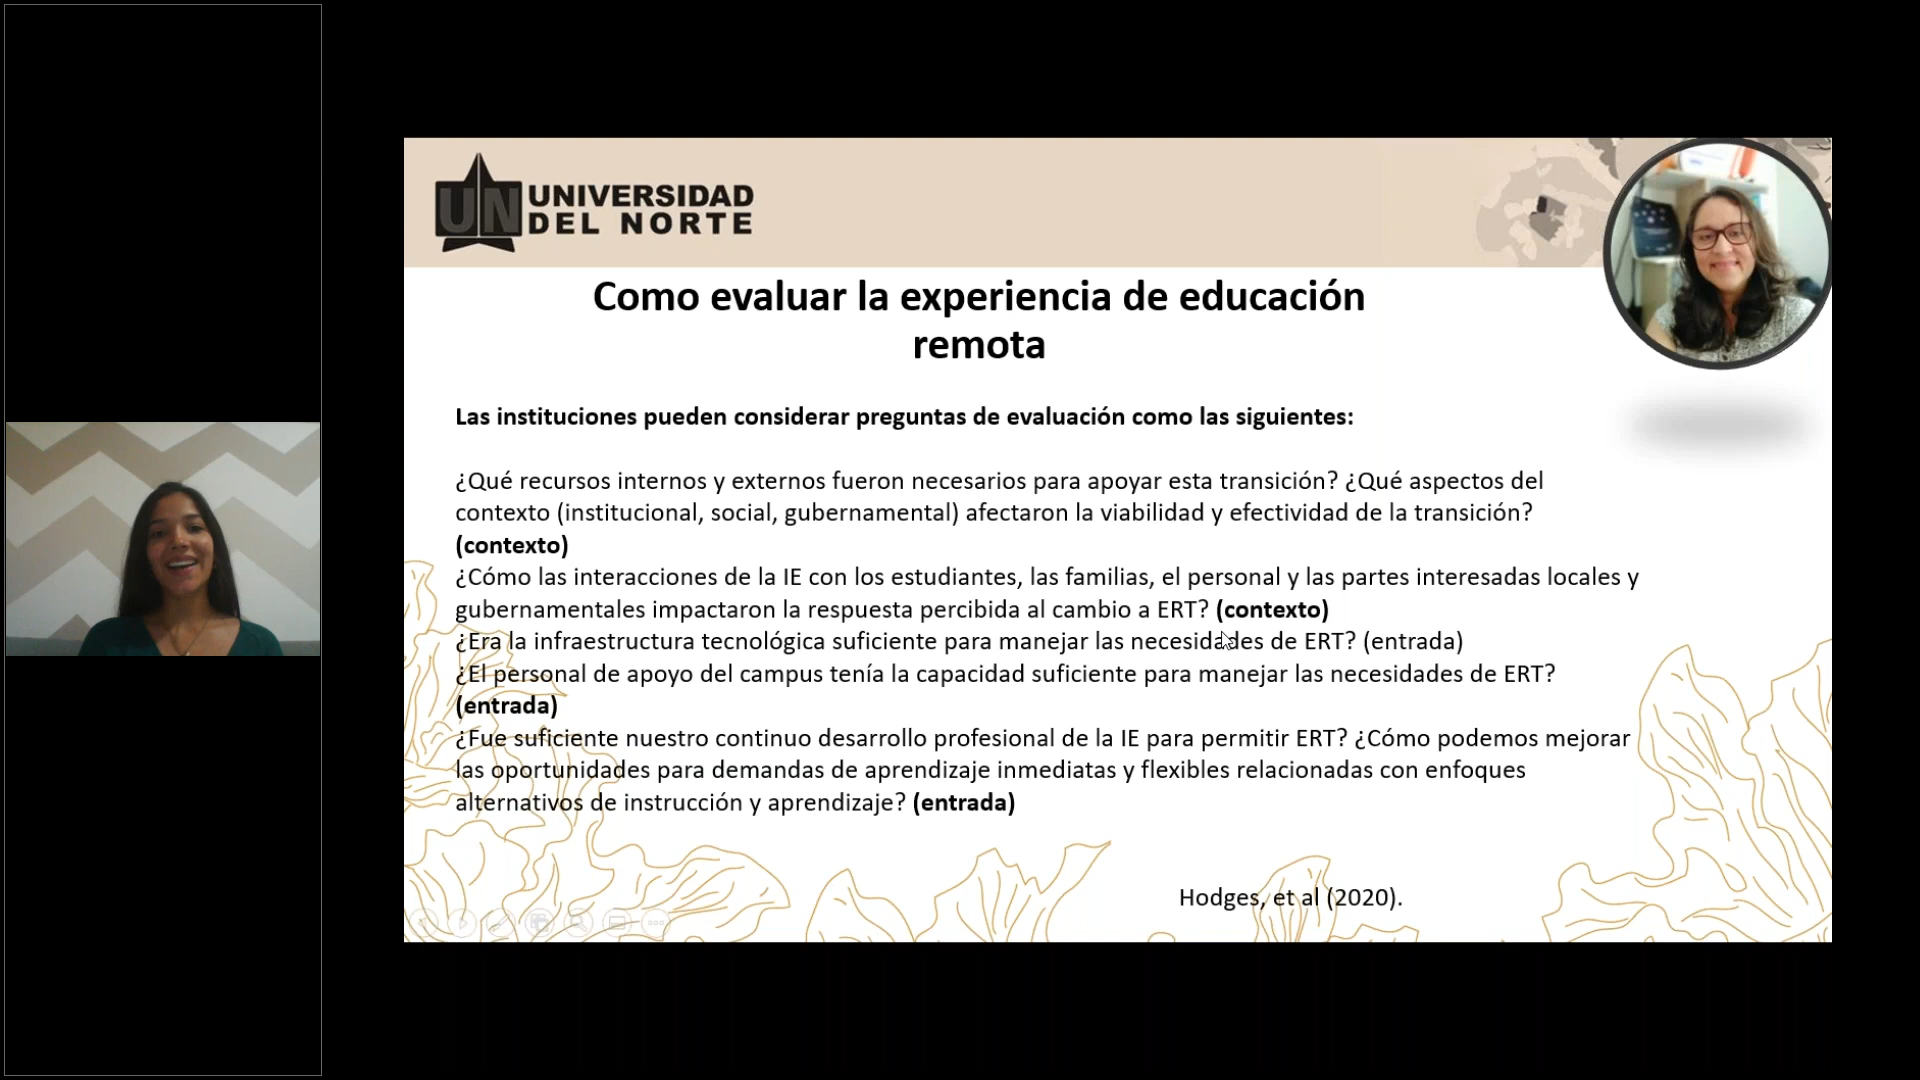 UN UNIVERSIDAD
DEL NORTE
Como evaluar la experiencia de educación
remota
Las instituciones pueden considerar preguntas de evaluación como las siguientes:
¿Qué recursos internos y externos fueron necesarios para apoyar esta transición? ¿Qué aspectos del
contexto (institucional, social, gubernamental) afectaron la viabilidad y efectividad de la transición?
(contexto)
¿Cómo las interacciones de la IE con los estudiantes, las familias, el personal y las partes interesadas locales y
gubernamentales impactaron la respuesta percibida al cambio a ERT? (contexto)
¿Era la infraestructura tecnológica suficiente para manejar las necesidades de ERT? (entrada)
¿El personal de apoyo del campus tenía la capacidad suficiente para manejar las necesidades de ERT?
(entrada)
¿Fue suficiente nuestro continuo desarrollo profesional de la IE para permitir ERT? ¿Cómo podemos mejorar
las oportunidades para demandas de aprendizaje inmediatas y flexibles relacionadas con enfoques
alternativos de instrucción y aprendizaje? (entrada)
Hodges, et al (2020).